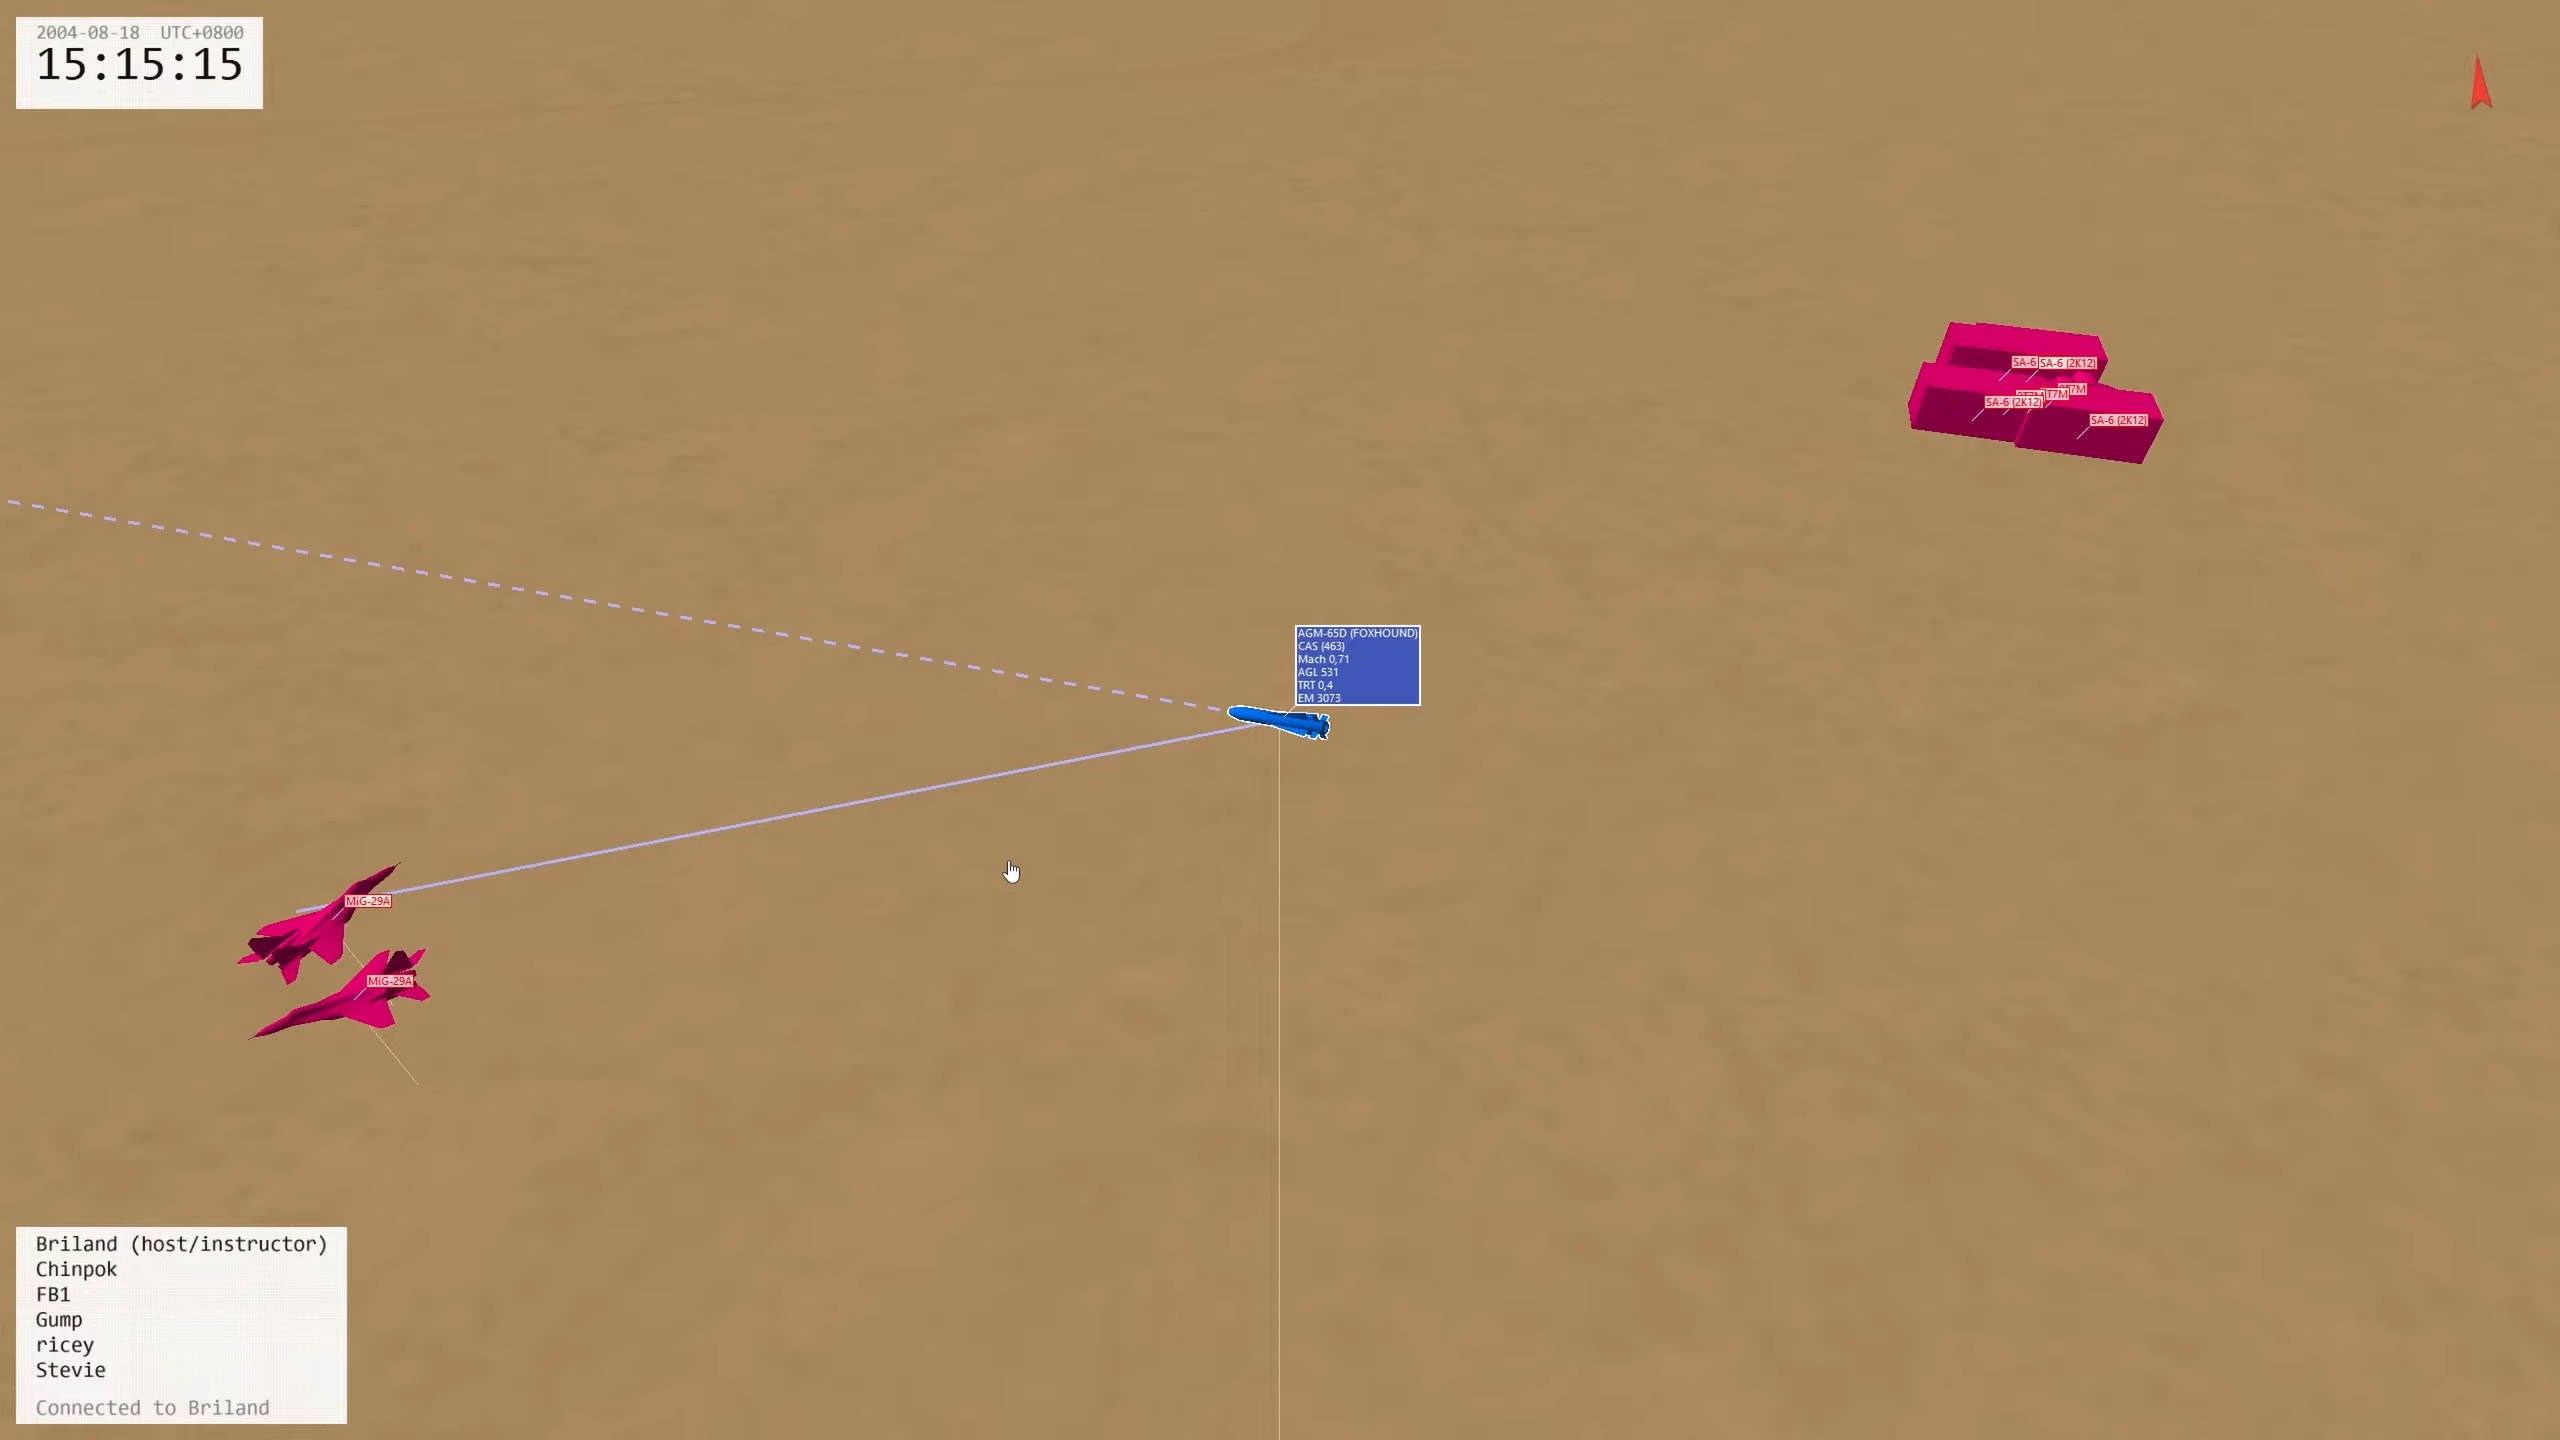 2004-08-18 UTC+0800
15:15:15
SA-6
SA-6 (2K12)
SA-6 (2K12)
SA-6 (2K12)
AGM-65D (FOXHOUND)
CAS (463)
Mach 0,71
AGL 531
TRT 0,4
EM 3073
MiG-29A
MiG-29A
Briland (host/instructor)
Chinpok
FB1
Gump
ricey
Stevie
Connected to Briland